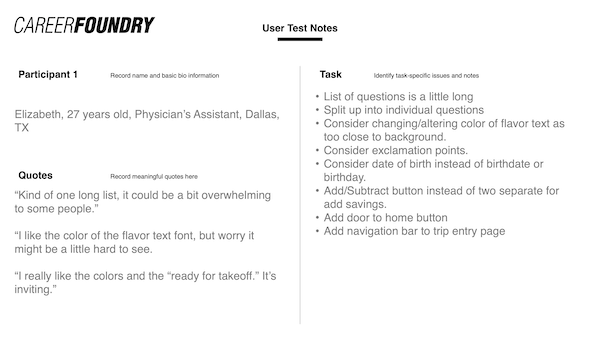 CAREERFOUNDRY
User Test Notes
Participant 1 Record name and basic bio information
Elizabeth, 27 years old, Physician's Assistant, Dallas,
TX
Quotes Record meaningful quotes here
“Kind of one long list, it could be a bit overwhelming
to some people.”
“I like the color of the flavor text font, but worry it
might be a little hard to see.
“I really like the colors and the “ready for takeoff.” It’s
inviting.”
Task Identify task-specific issues and notes
• List of questions is a little long
• Split up into individual questions
• Consider changing/altering color of flavor text as
too close to background.
• Consider exclamation points.
• Consider date of birth instead of birthdate or
birthday.
• Add/Subtract button instead of two separate for
add savings.
• Add door to home button
• Add navigation bar to trip entry page